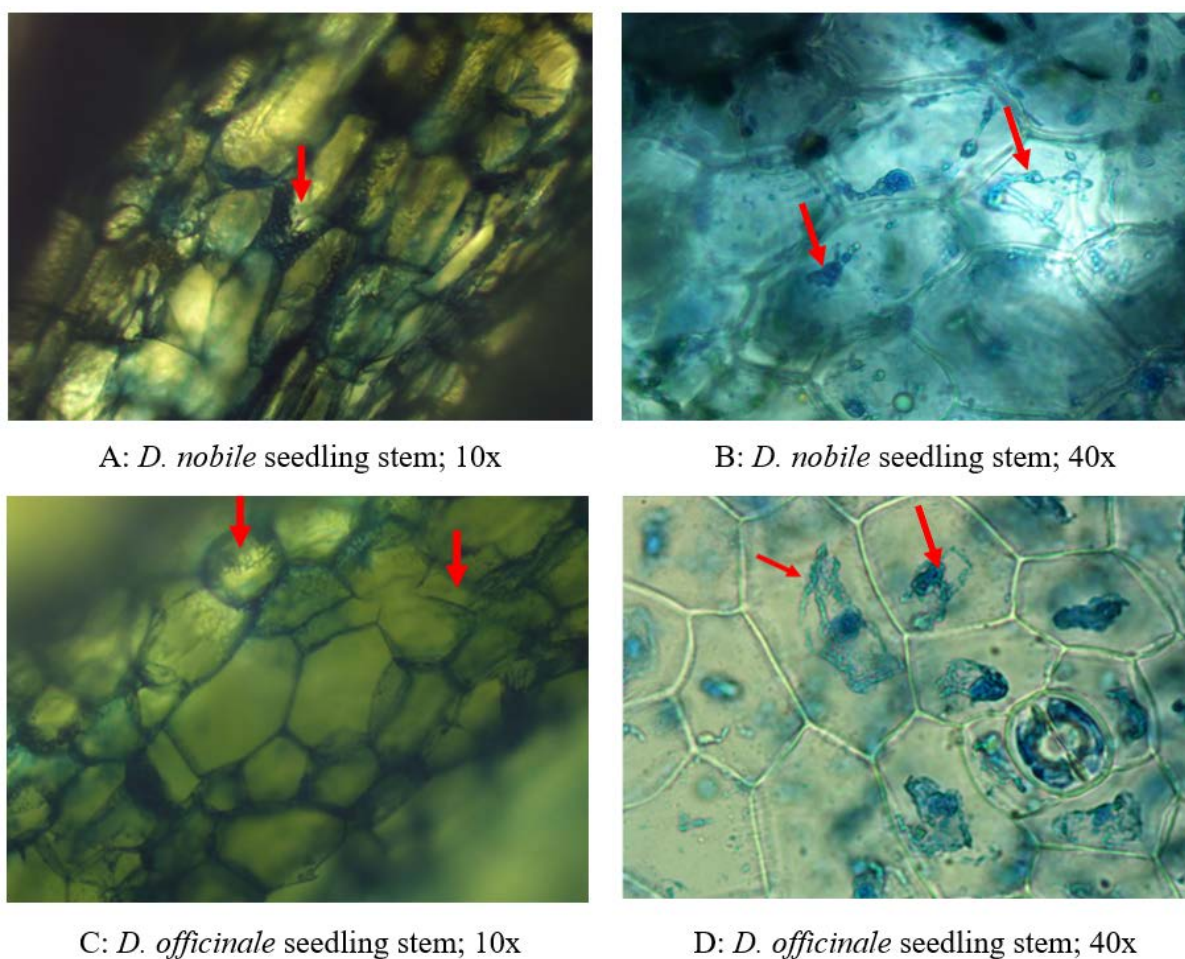 A: D. nobile seedling stem; 10x
B: D. nobile seedling stem; 40x
C: D. officinale seedling stem; 10x
D: D. officinale seedling stem; 40x